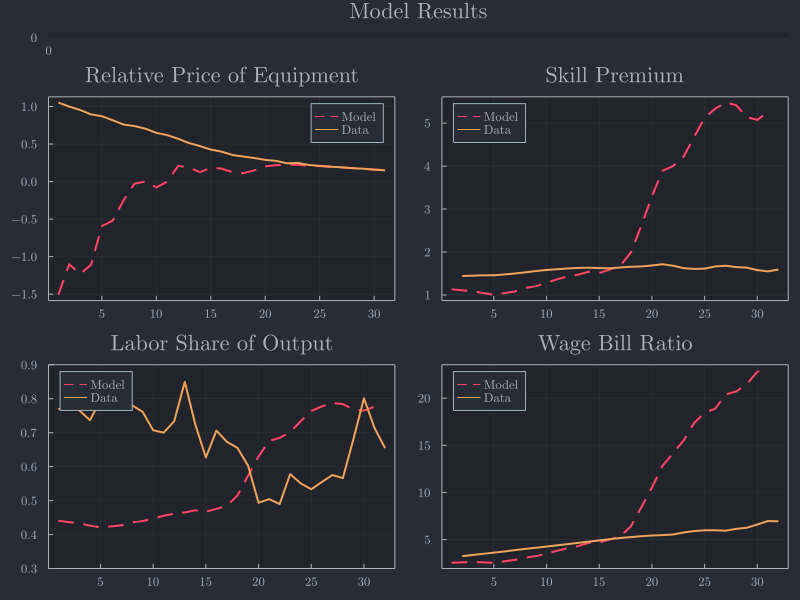 Model Results
0
0
Relative Price of Equipment
1.0
0.5
0.0
−0.5
−1.0
−1.5
5 10 15 20 25 30
Model
Data
Skill Premium
5
4
3
2
1
5 10 15 20 25 30
Model
Data
Labor Share of Output
0.9
0.8
0.7
0.6
0.5
0.4
0.3
5 10 15 20 25 30
Model
Data
Wage Bill Ratio
20
15
10
5
5 10 15 20 25 30
Model
Data